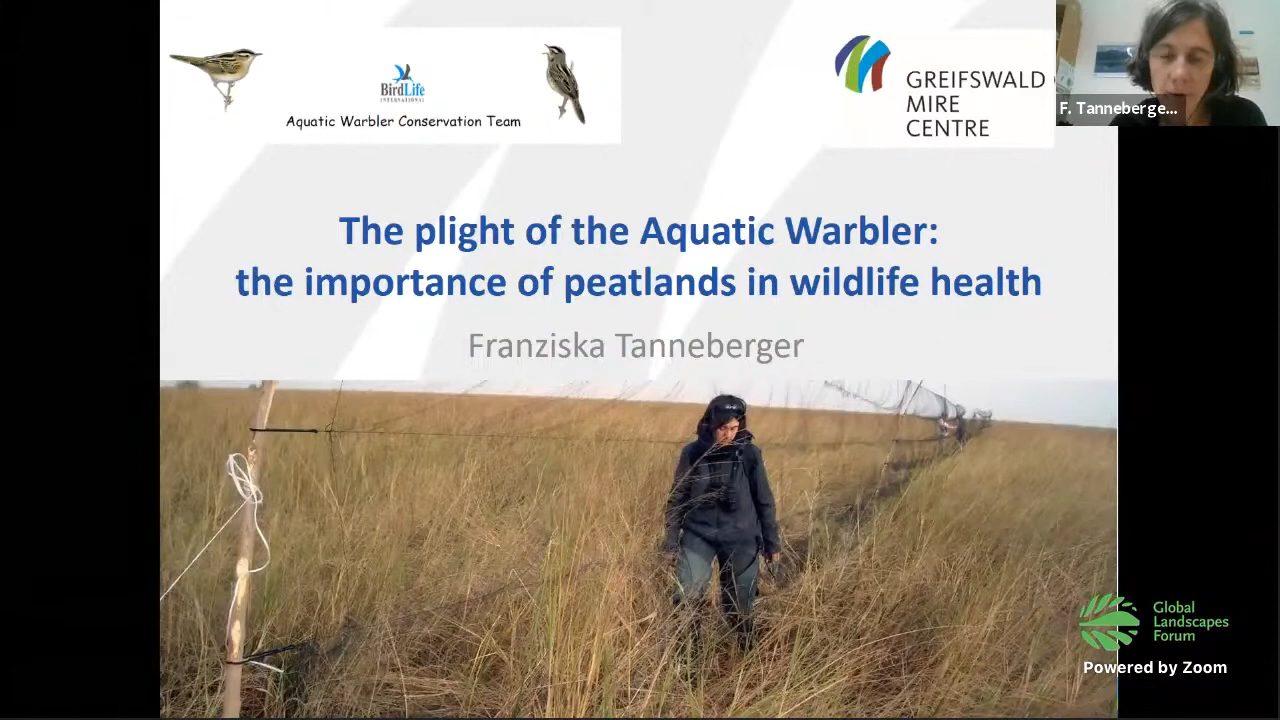 BirdLife
INTERNATIONAL
Aquatic Warbler Conservation Team
GREIFSWALD
MIRE
CENTRE
F. Tanneberge...
The plight of the Aquatic Warbler:
the importance of peatlands in wildlife health
Franziska Tanneberger
Global
Landscapes
Forum
Powered by Zoom